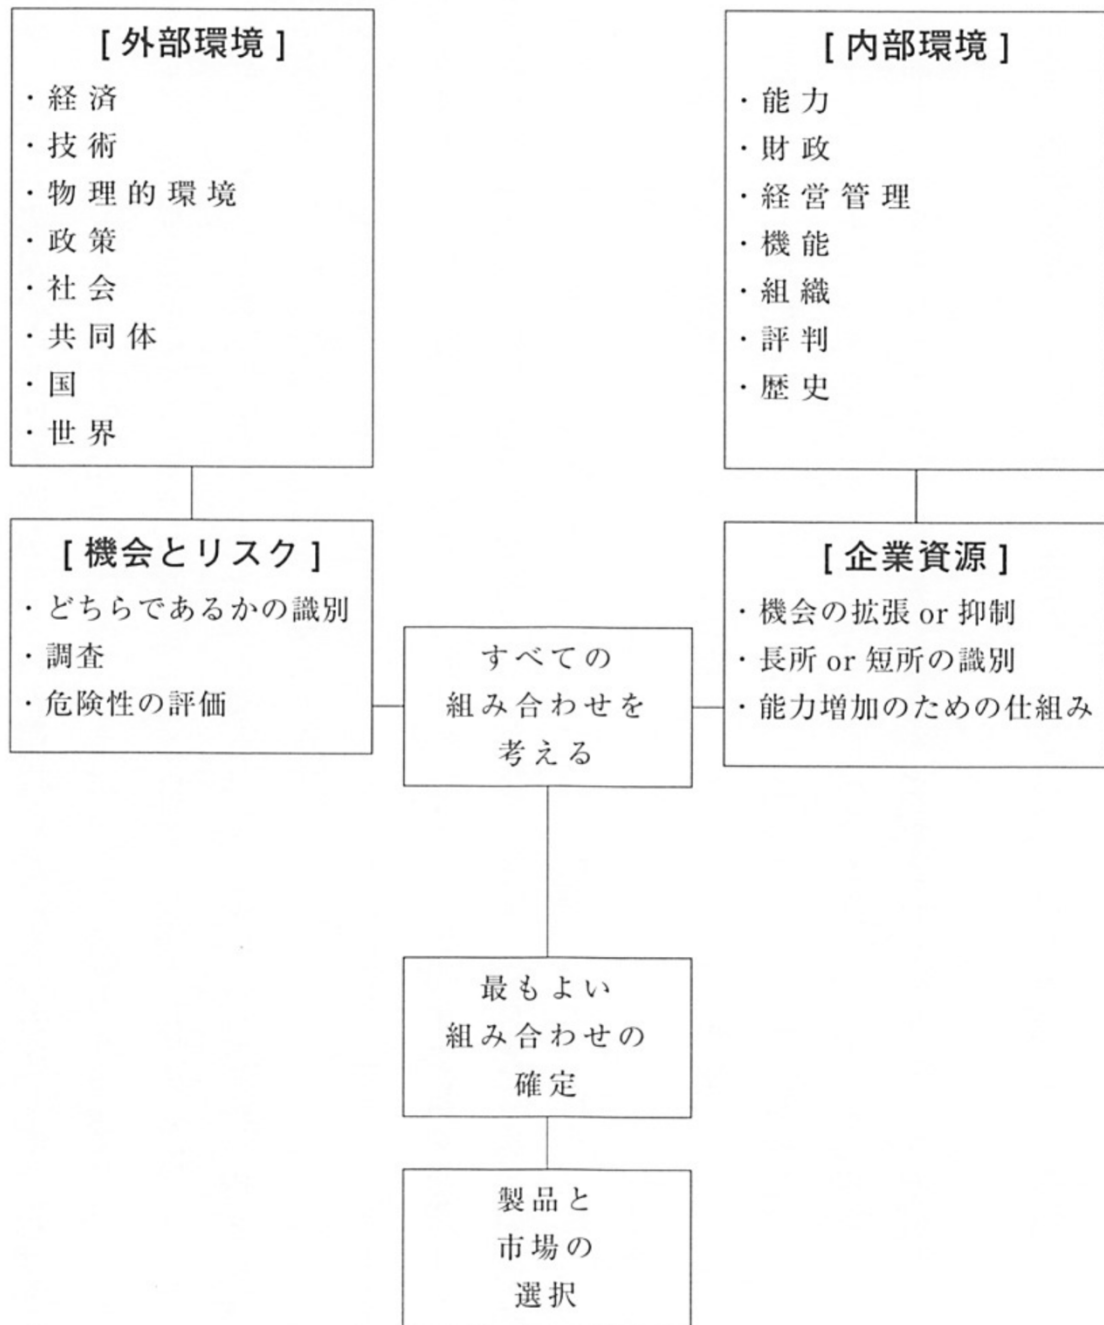 [ 外部環境 ]
・経済
・技術
・物理的環境
・政策
・社会
・共同体
・国
・世界
[ 内部環境 ]
・能力
・財政
・経営管理
・機能
・組織
・評判
・歴史
[ 機会とリスク ]
・どちらであるかの識別
・調査
・危険性の評価
[ 企業資源 ]
・機会の拡張 or 抑制
・長所 or 短所の識別
・能力増加のための仕組み
すべての
組み合わせを
考える
最もよい
組み合わせの
確定
製品と
市場の
選択